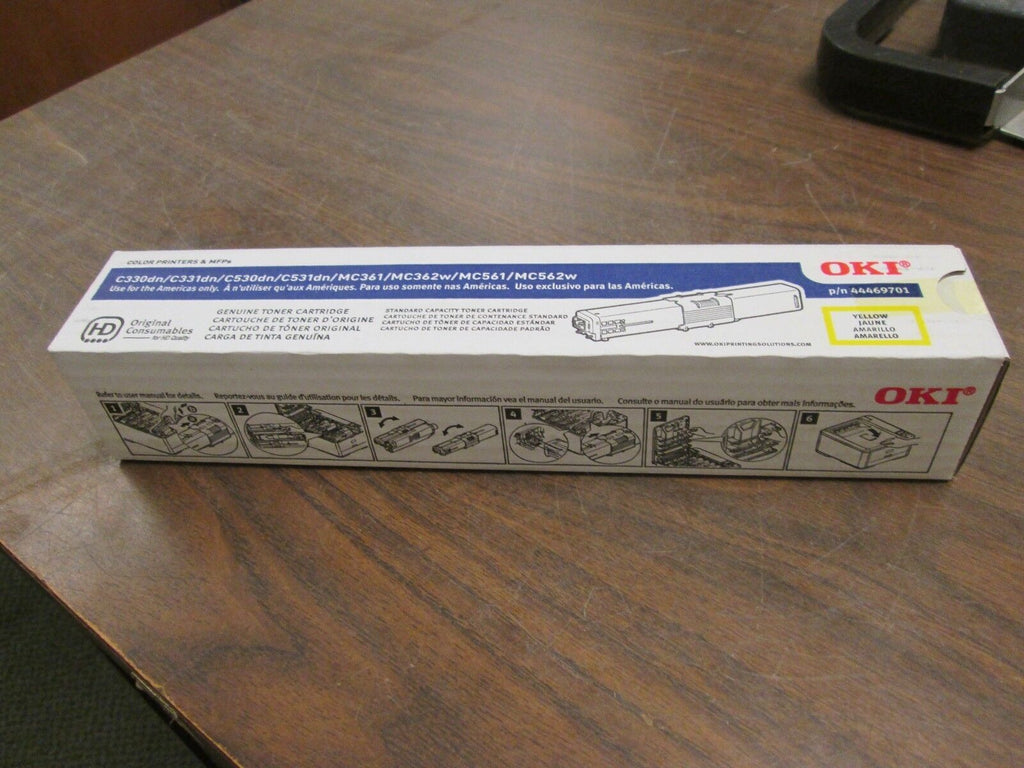 COLOR PRINTERS & MFPs
C330dn/C331dn/C530dn/C531dn/MC361/MC362w/MC561/MC562w
Use for the Americas only. À n'utiliser qu'aux Amériques. Para uso somente nas Américas. Uso exclusivo para las Américas.
OKI®
p/n 44469701
HD
Original
Consumables
for HD Quality
GENUINE TONER CARTRIDGE
CARTOUCHE DE TONER D'ORIGINE
CARTUCHO DE TÓNER ORIGINAL
CARGA DE TINTA GENUÍNA
STANDARD CAPACITY TONER CARTRIDGE
CARTOUCHE DE TONER DE CONTENANCE STANDARD
CARTUCHO DE TÓNER DE CAPACIDAD ESTÁNDAR
CARTUCHO DE TONER DE CAPACIDADE PADRÃO
WWW.OKIPRINTINGSOLUTIONS.COM
YELLOW
JAUNE
AMARILLO
AMARELLO
Refer to user manual for details. Reportez-vous au guide d'utilisation pour les détails. Para mayor información vea el manual del usuario. Consulte o manual do usuário para obter mais informações.
OKI®
1 2 3 4 5 6